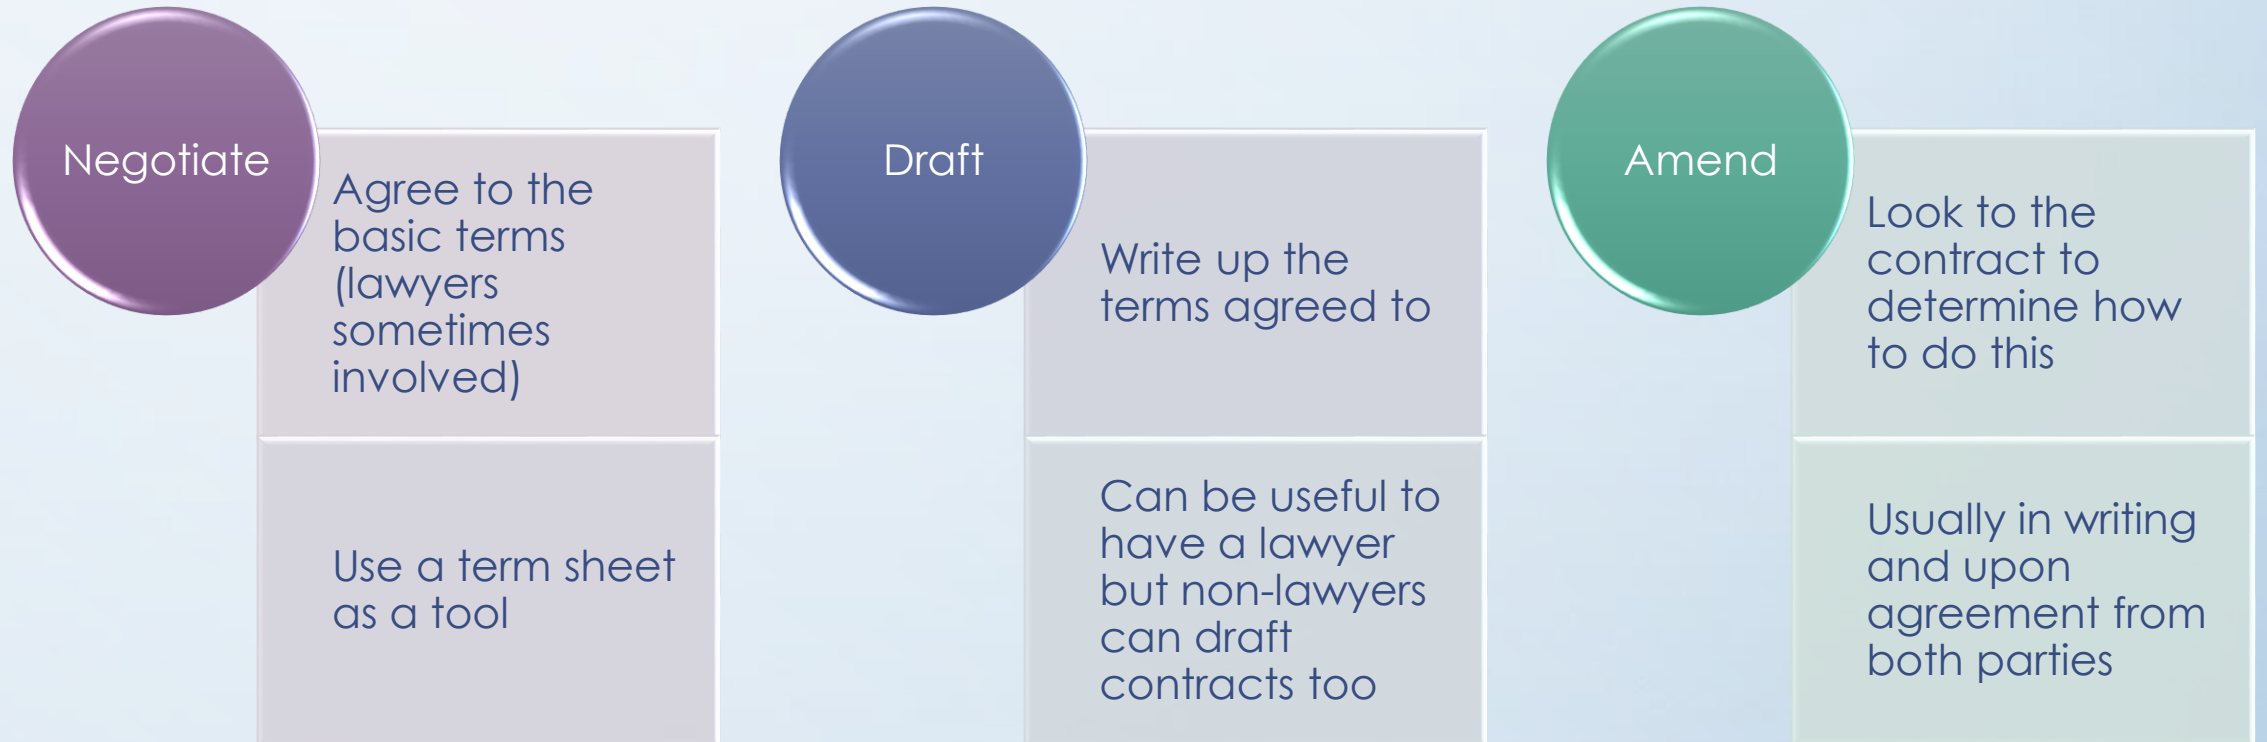 Negotiate
Agree to the
basic terms
(lawyers
sometimes
involved)
Use a term sheet
as a tool
Draft
Write up the
terms agreed to
Can be useful to
have a lawyer
but non-lawyers
can draft
contracts too
Amend
Look to the
contract to
determine how
to do this
Usually in writing
and upon
agreement from
both parties